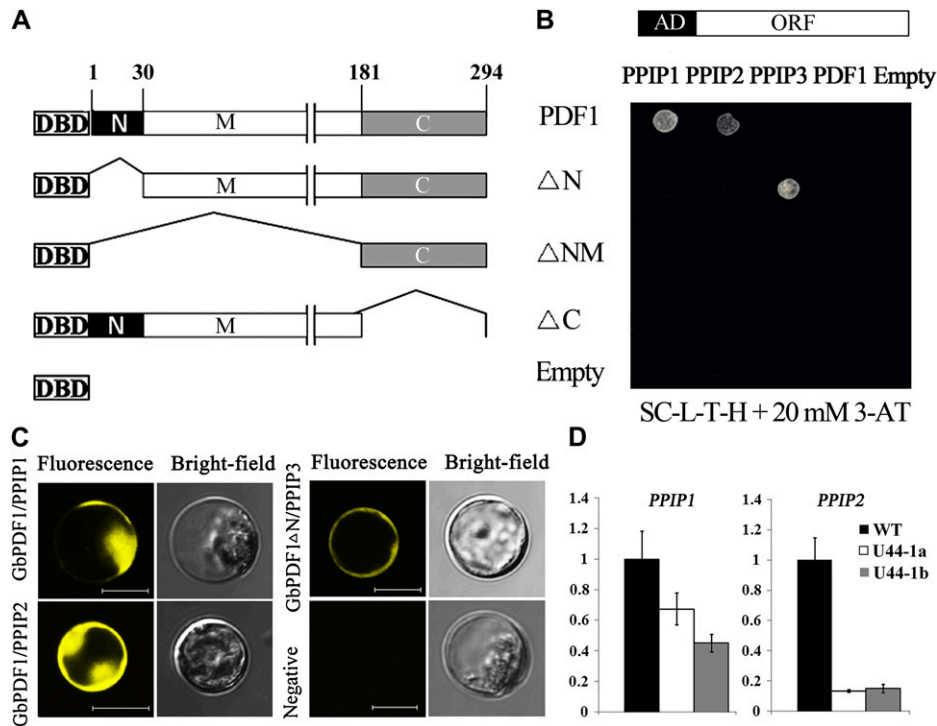 A
1 30 181 294
DBD N M C
DBD M C
DBD C
DBD N M
DBD
B
AD ORF
PPIP1 PPIP2 PPIP3 PDF1 Empty
PDF1
△N
△NM
△C
Empty
SC-L-T-H + 20 mM 3-AT
C
Fluorescence Bright-field
GbPDF1/PPIP1
GbPDF1/PPIP2
Fluorescence Bright-field
GbPDF1△N/PPIP3
Negative
D
PPIP1
1.4
1.2
1
0.8
0.6
0.4
0.2
0
PPIP2
1.4
1.2
1
0.8
0.6
0.4
0.2
0
WT
U44-1a
U44-1b